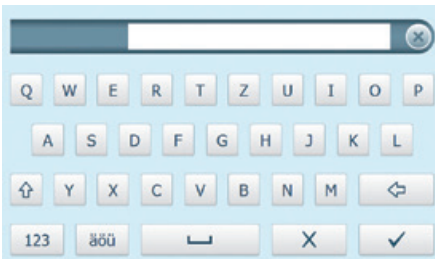 Q W E R T Z U I O P
A S D F G H J K L
Y X C V B N M
123 äöü